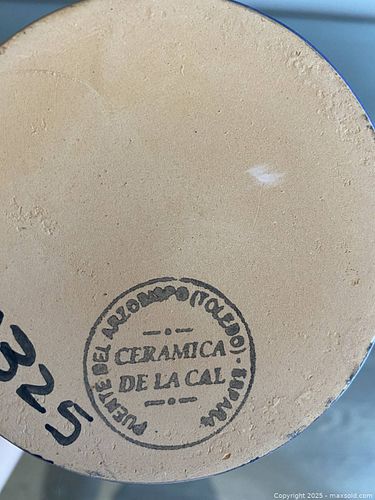 PUENTE DEL ARZOBISPO (TOLEDO) - ESPAÑA
CERAMICA
DE LA CAL
325
Copyright 2025 - maxsold.com